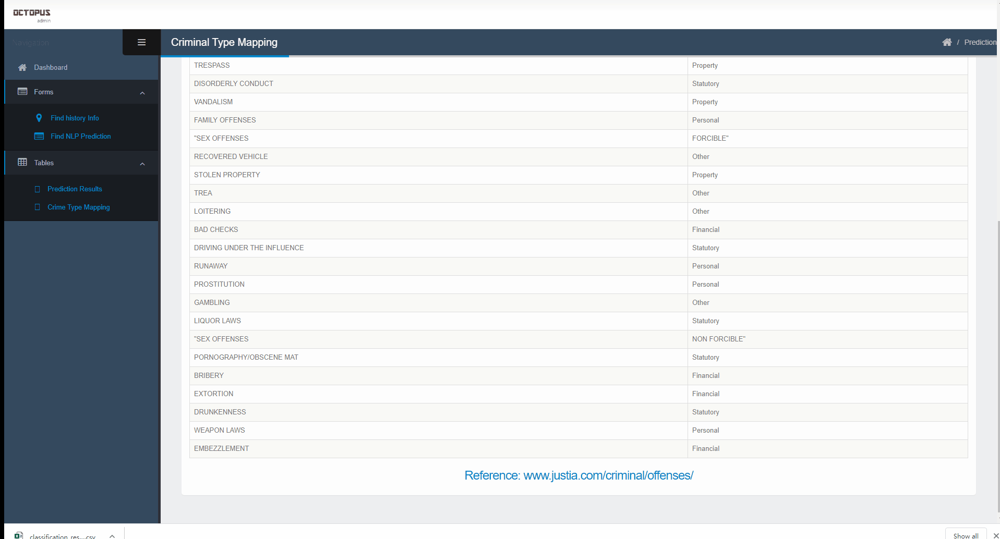 OCTOPUS
admin
Navigation
Criminal Type Mapping
/ Prediction
Dashboard
Forms
Find history Info
Find NLP Prediction
Tables
Prediction Results
Crime Type Mapping
TRESPASS Property
DISORDERLY CONDUCT Statutory
VANDALISM Property
FAMILY OFFENSES Personal
"SEX OFFENSES FORCIBLE"
RECOVERED VEHICLE Other
STOLEN PROPERTY Property
TREA Other
LOITERING Other
BAD CHECKS Financial
DRIVING UNDER THE INFLUENCE Statutory
RUNAWAY Personal
PROSTITUTION Personal
GAMBLING Other
LIQUOR LAWS Statutory
"SEX OFFENSES NON FORCIBLE"
PORNOGRAPHY/OBSCENE MAT Statutory
BRIBERY Financial
EXTORTION Financial
DRUNKENNESS Statutory
WEAPON LAWS Personal
EMBEZZLEMENT Financial
Reference: www.justia.com/criminal/offenses/
classification_res....csv
Show all